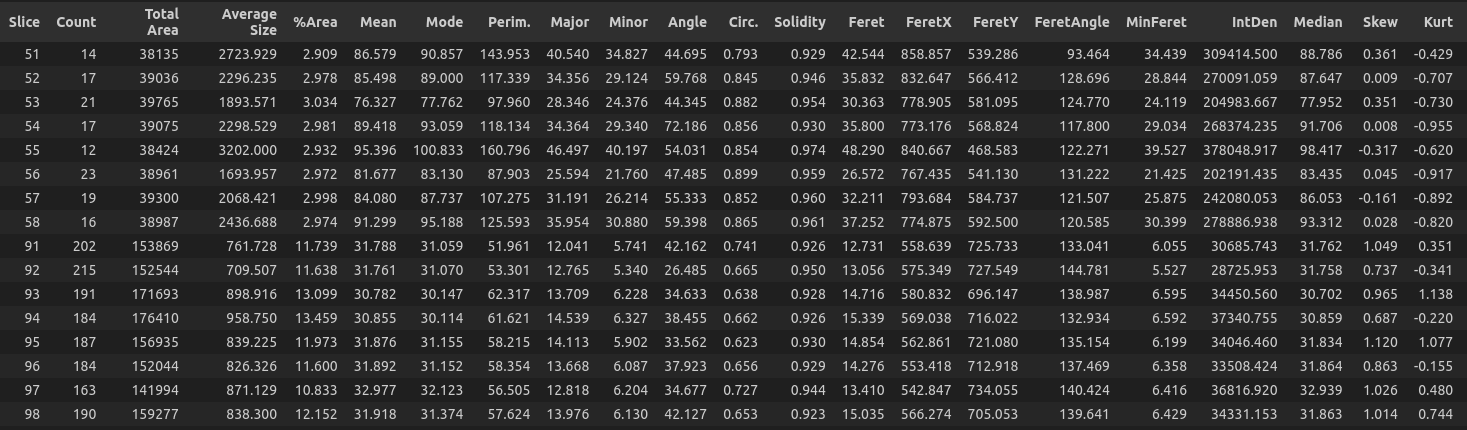 Slice Count Total Area Average Size %Area Mean Mode Perim. Major Minor Angle Circ. Solidity Feret FeretX FeretY FeretAngle MinFeret IntDen Median Skew Kurt
51 14 38135 2723.929 2.909 86.579 90.857 143.953 40.540 34.827 44.695 0.793 0.929 42.544 858.857 539.286 93.464 34.439 309414.500 88.786 0.361 -0.429
52 17 39036 2296.235 2.978 85.498 89.000 117.339 34.356 29.124 59.768 0.845 0.946 35.832 832.647 566.412 128.696 28.844 270091.059 87.647 0.009 -0.707
53 21 39765 1893.571 3.034 76.327 77.762 97.960 28.346 24.376 44.345 0.882 0.954 30.363 778.905 581.095 124.770 24.119 204983.667 77.952 0.351 -0.730
54 17 39075 2298.529 2.981 89.418 93.059 118.134 34.364 29.340 72.186 0.856 0.930 35.800 773.176 568.824 117.800 29.034 268374.235 91.706 0.008 -0.955
55 12 38424 3202.000 2.932 95.396 100.833 160.796 46.497 40.197 54.031 0.854 0.974 48.290 840.667 468.583 122.271 39.527 378048.917 98.417 -0.317 -0.620
56 23 38961 1693.957 2.972 81.677 83.130 87.903 25.594 21.760 47.485 0.899 0.959 26.572 767.435 541.130 131.222 21.425 202191.435 83.435 0.045 -0.917
57 19 39300 2068.421 2.998 84.080 87.737 107.275 31.191 26.214 55.333 0.852 0.960 32.211 793.684 584.737 121.507 25.875 242080.053 86.053 -0.161 -0.892
58 16 38987 2436.688 2.974 91.299 95.188 125.593 35.954 30.880 59.398 0.865 0.961 37.252 774.875 592.500 120.585 30.399 278886.938 93.312 0.028 -0.820
91 202 153869 761.728 11.739 31.788 31.059 51.961 12.041 5.741 42.162 0.741 0.926 12.731 558.639 725.733 133.041 6.055 30685.743 31.762 1.049 0.351
92 215 152544 709.507 11.638 31.761 31.070 53.301 12.765 5.340 26.485 0.665 0.950 13.056 575.349 727.549 144.781 5.527 28725.953 31.758 0.737 -0.341
93 191 171693 898.916 13.099 30.782 30.147 62.317 13.709 6.228 34.633 0.638 0.928 14.716 580.832 696.147 138.987 6.595 34450.560 30.702 0.965 1.138
94 184 176410 958.750 13.459 30.855 30.114 61.621 14.539 6.327 38.455 0.662 0.926 15.339 569.038 716.022 132.934 6.592 37340.755 30.859 0.687 -0.220
95 187 156935 839.225 11.973 31.876 31.155 58.215 14.113 5.902 33.562 0.623 0.930 14.854 562.861 721.080 135.154 6.199 34046.460 31.834 1.120 1.077
96 184 152044 826.326 11.600 31.892 31.152 58.354 13.668 6.087 37.923 0.656 0.929 14.276 553.418 712.918 137.469 6.358 33508.424 31.864 0.863 -0.155
97 163 141994 871.129 10.833 32.977 32.123 56.505 12.818 6.204 34.677 0.727 0.944 13.410 542.847 734.055 140.424 6.416 36816.920 32.939 1.026 0.480
98 190 159277 838.300 12.152 31.918 31.374 57.624 13.976 6.130 42.127 0.653 0.923 15.035 566.274 705.053 139.641 6.429 34331.153 31.863 1.014 0.744